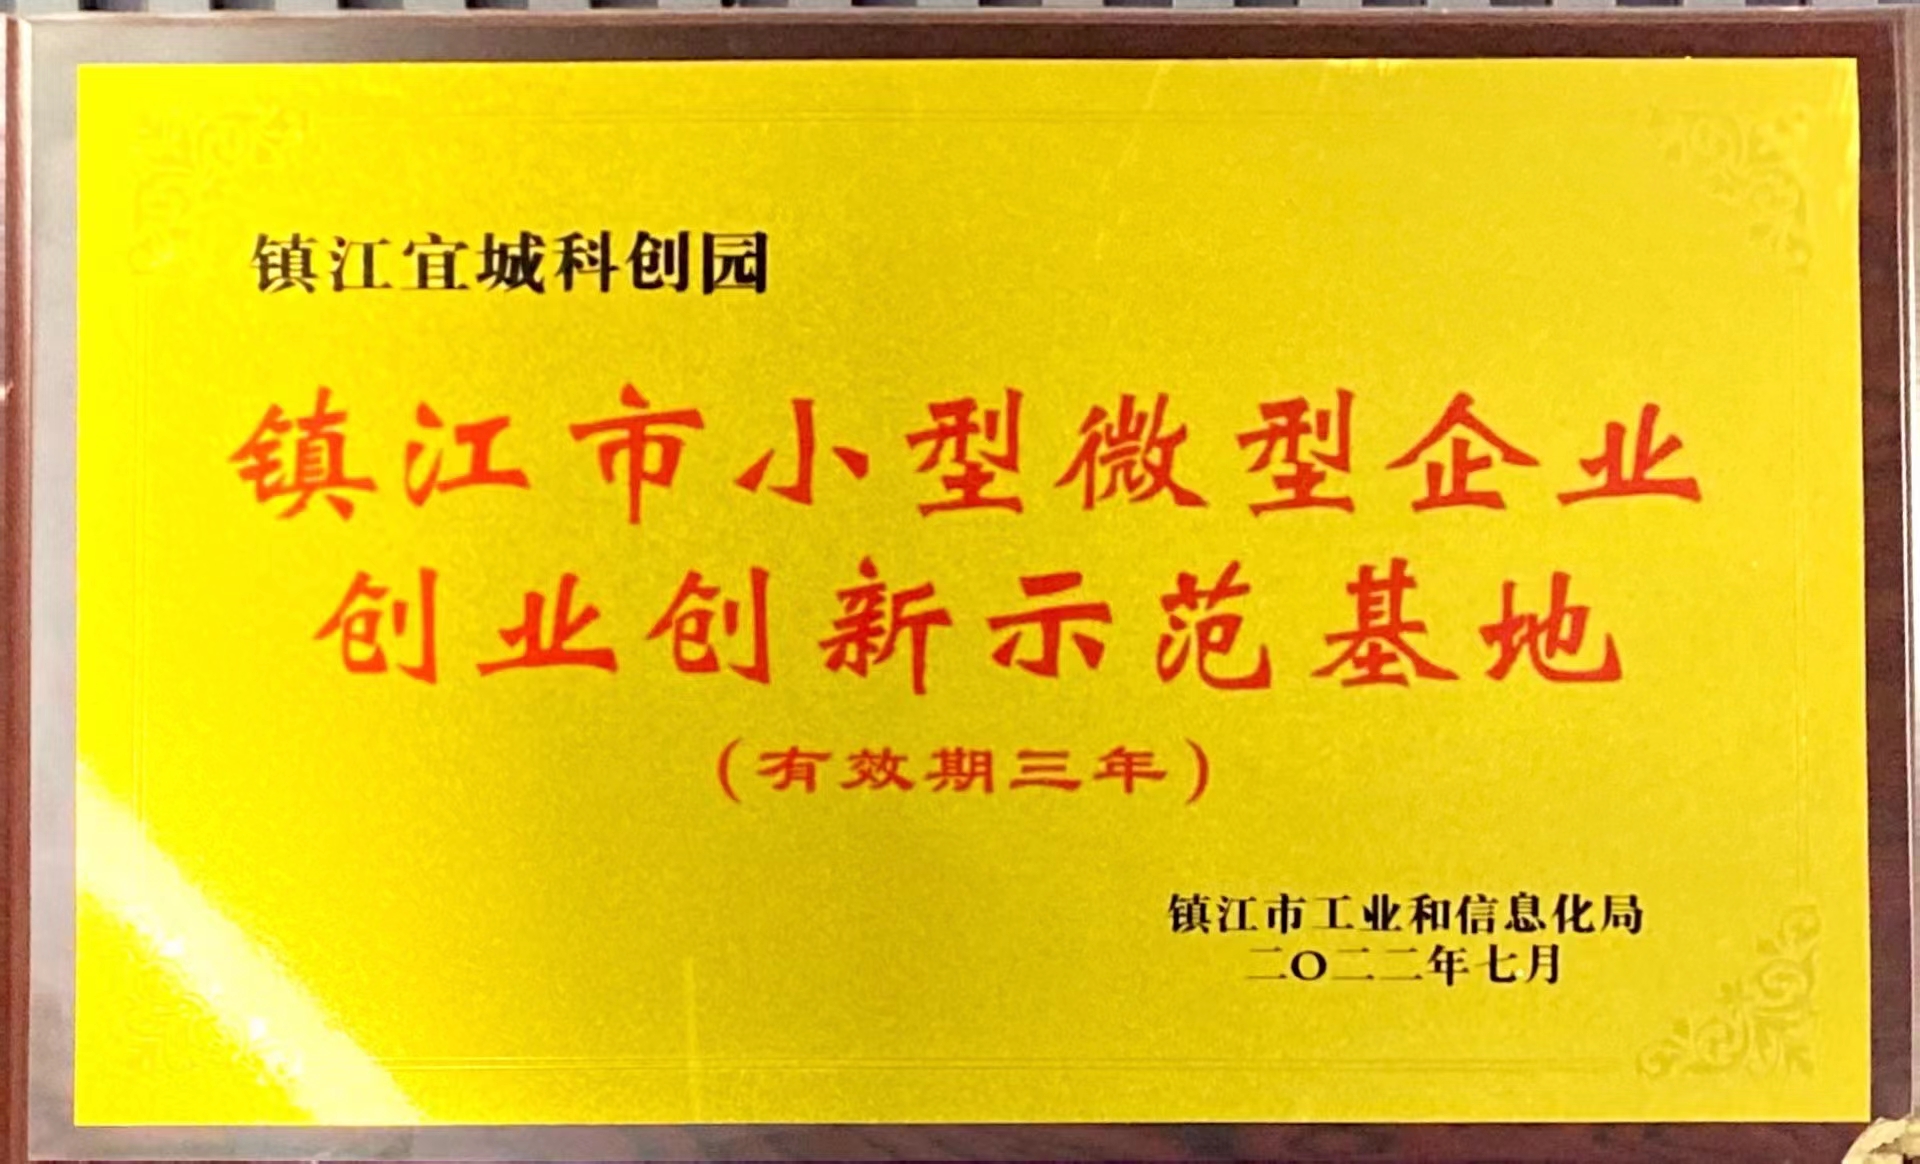 镇江宜城科创园
镇江市小型微型企业
创业创新示范基地
(有效期三年)
镇江市工业和信息化局
二〇二二年七月